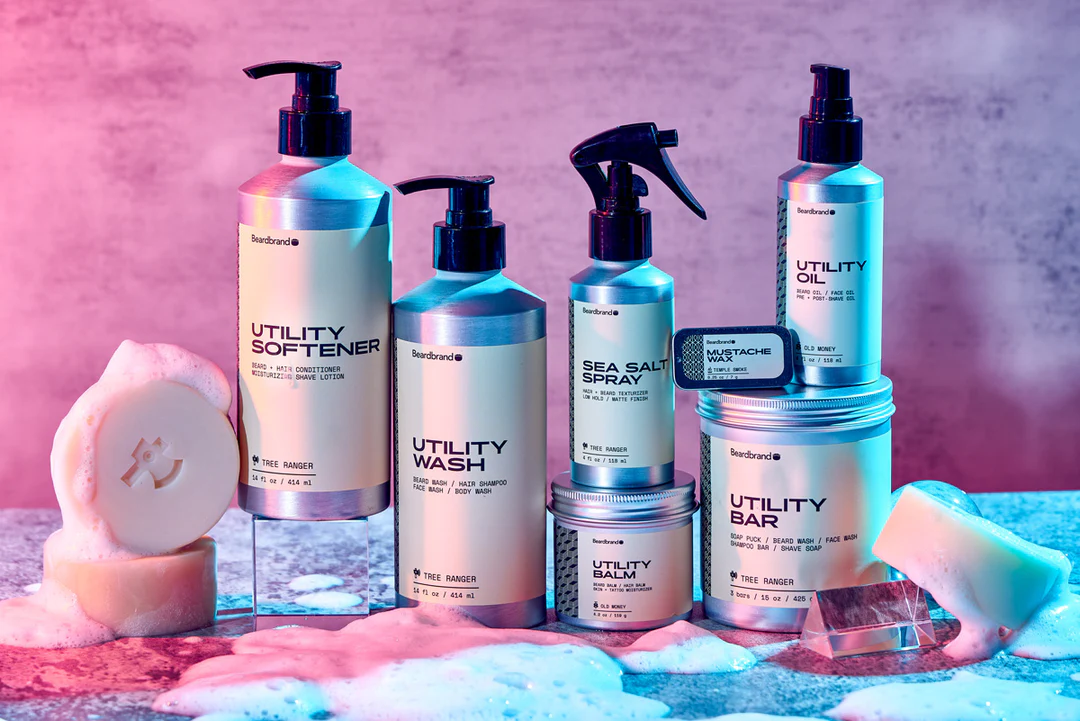 Beardbrand
UTILITY
SOFTENER
BEARD + HAIR CONDITIONER
MOISTURIZING SHAVE LOTION
TREE RANGER
14 fl oz / 414 ml
Beardbrand
UTILITY
WASH
BEARD WASH / HAIR SHAMPOO
FACE WASH / BODY WASH
TREE RANGER
14 fl oz / 414 ml
Beardbrand
SEA SALT
SPRAY
HAIR + BEARD TEXTURIZER
LOW HOLD / MATTE FINISH
TREE RANGER
4 fl oz / 118 ml
Beardbrand
UTILITY
BALM
BEARD BALM / HAIR BALM
SKIN + TATTOO MOISTURIZER
OLD MONEY
Beardbrand
MUSTACHE
WAX
TEMPLE SMOKE
Beardbrand
UTILITY
OIL
BEARD OIL / FACE OIL
PRE + POST-SHAVE OIL
OLD MONEY
fl oz / 118 ml
Beardbrand
UTILITY
BAR
SOAP PUCK / BEARD WASH / FACE WASH
SHAMPOO BAR / SHAVE SOAP
TREE RANGER
3 bars / 15 oz / 425